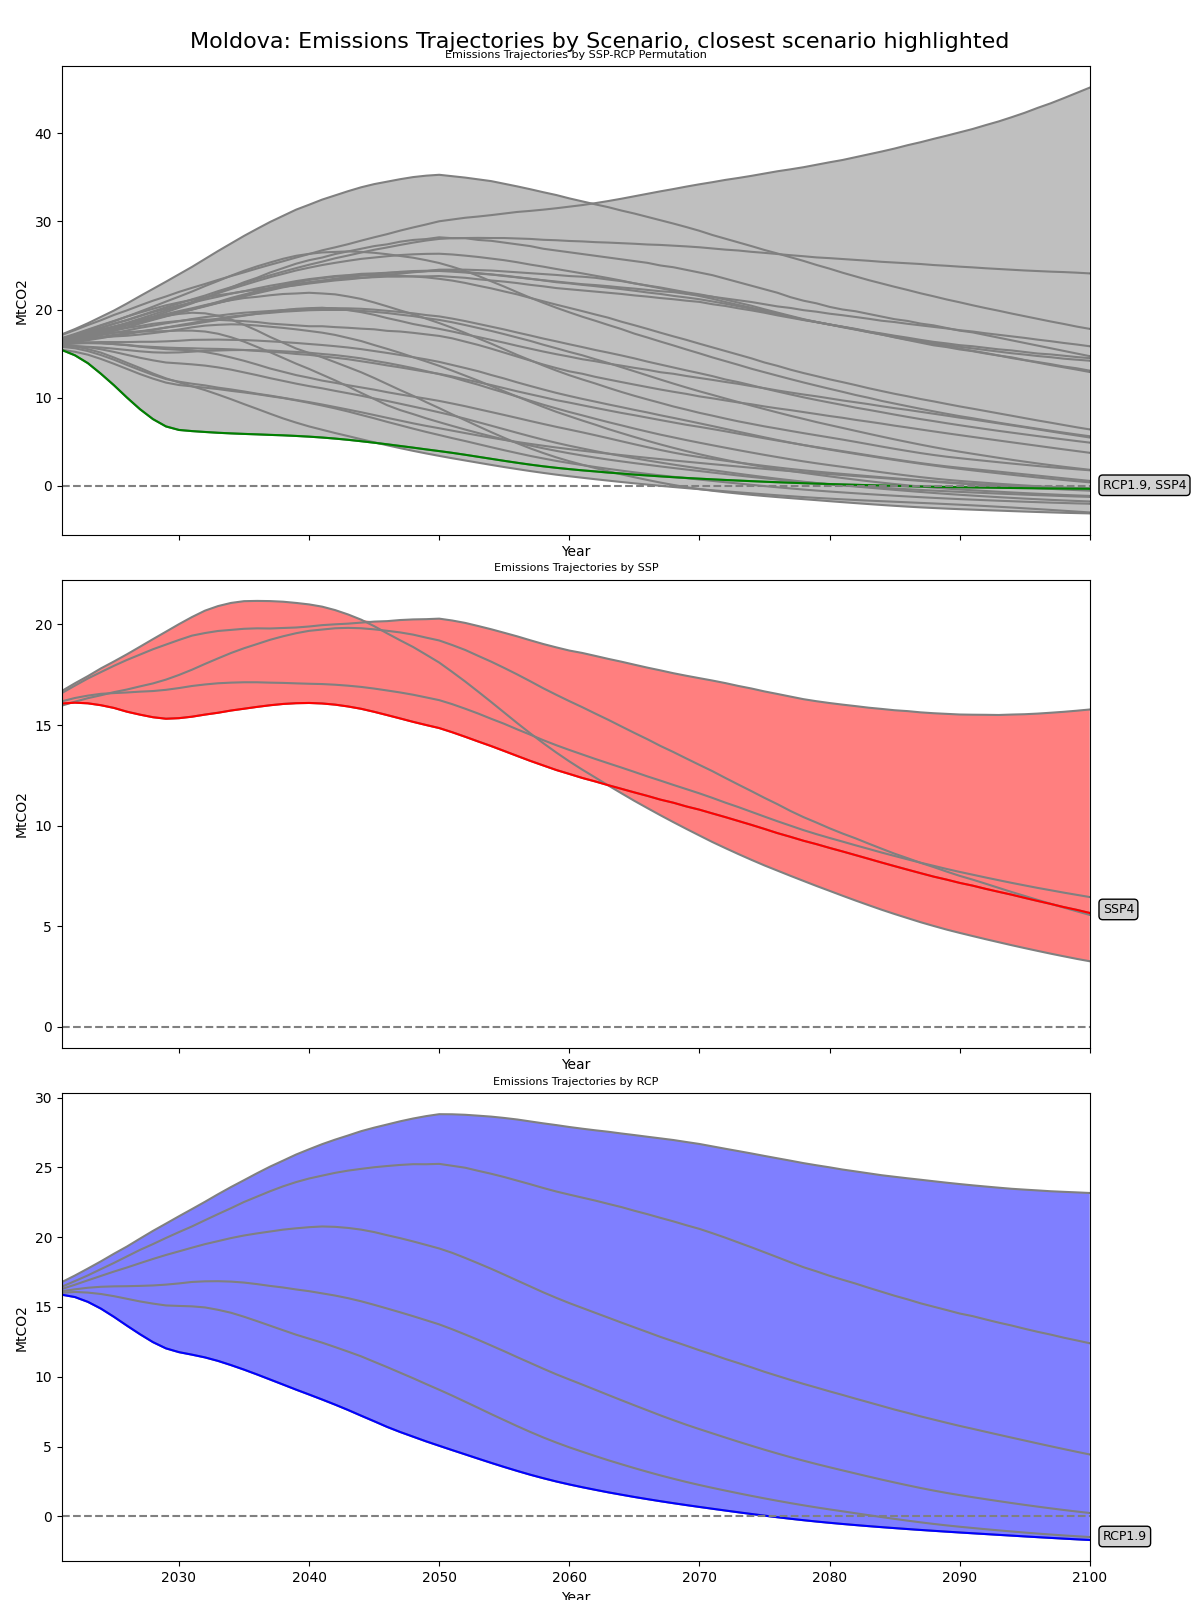 Moldova: Emissions Trajectories by Scenario, closest scenario highlighted
Emissions Trajectories by SSP-RCP Permutation
MtCO2
40
30
20
10
0
RCP1.9, SSP4
Year
Emissions Trajectories by SSP
MtCO2
20
15
10
5
0
SSP4
Year
Emissions Trajectories by RCP
MtCO2
30
25
20
15
10
5
0
RCP1.9
2030 2040 2050 2060 2070 2080 2090 2100
Year